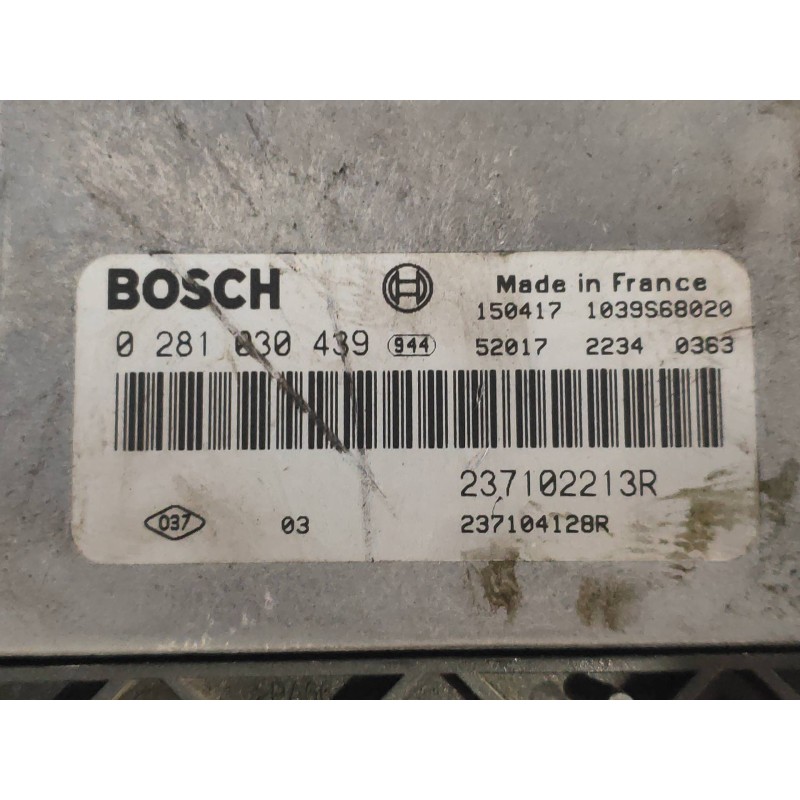 BOSCH Made in France
150417 1039S68020
0 281 030 439 944 52017 2234 0363
237102213R
037 03 237104128R